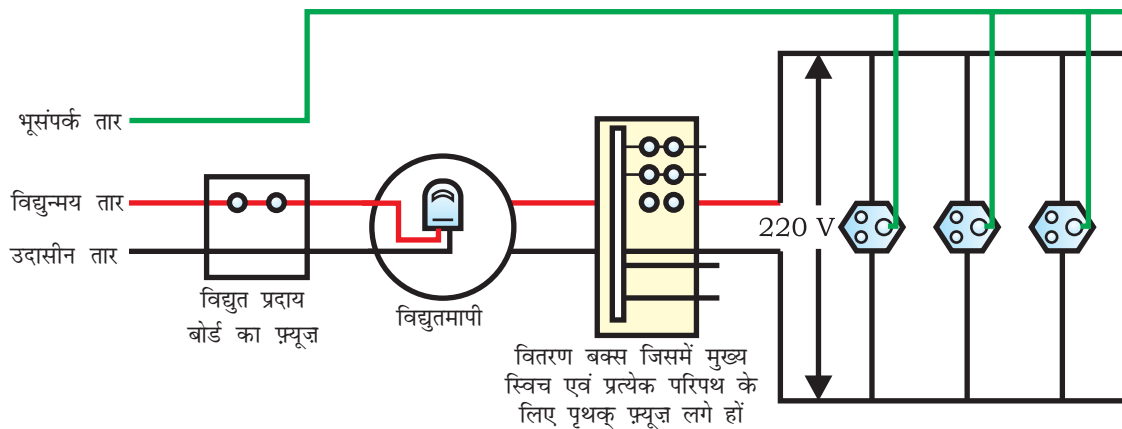 भूसंपर्क तार
विद्युन्मय तार
उदासीन तार
विद्युत प्रदाय
बोर्ड का फ़्यूज़
विद्युतमापी
वितरण बक्स जिसमें मुख्य
स्विच एवं प्रत्येक परिपथ के
लिए पृथक् फ़्यूज़ लगे हों
220 V